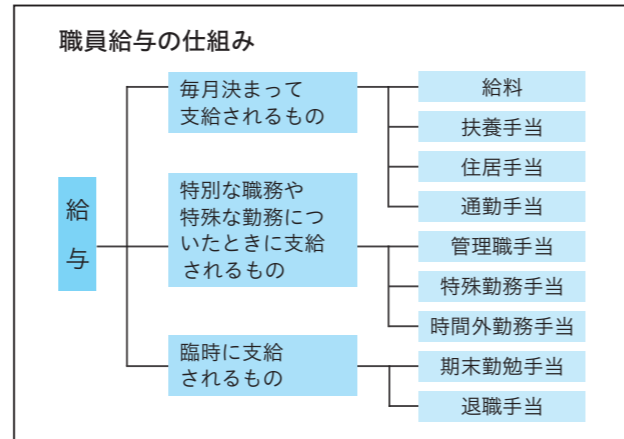 職員給与の仕組み
給与
毎月決まって
支給されるもの
給料
扶養手当
住居手当
通勤手当
特別な職務や
特殊な勤務につ
いたときに支給
されるもの
管理職手当
特殊勤務手当
時間外勤務手当
臨時に支給
されるもの
期末勤勉手当
退職手当